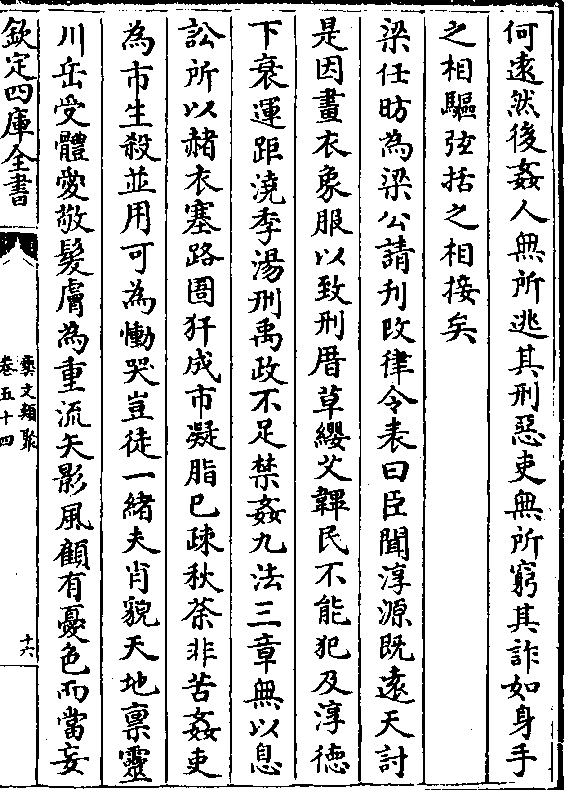 何遠然後姦人無所逃其刑惡吏無所窮其詐如身手
之相驅弦括之相接矣
梁任昉為梁公請刋改律令表曰臣聞淳源既遠天討
是因畫衣象服以致刑厝草纓艾韠民不能犯及淳徳
下衰運距澆季湯刑禹政不足禁姦九法三章無以息
訟所以赭衣塞路圄犴成市凝脂已疎秋荼非苦姦吏
為市生殺並用可為慟哭豈徒一緒夫肖貌天地禀靈
川岳受體愛敬髮膚為重流矢影風顧有憂色而當妄
欽定四庫全書
藝文類聚
卷五十四
十六